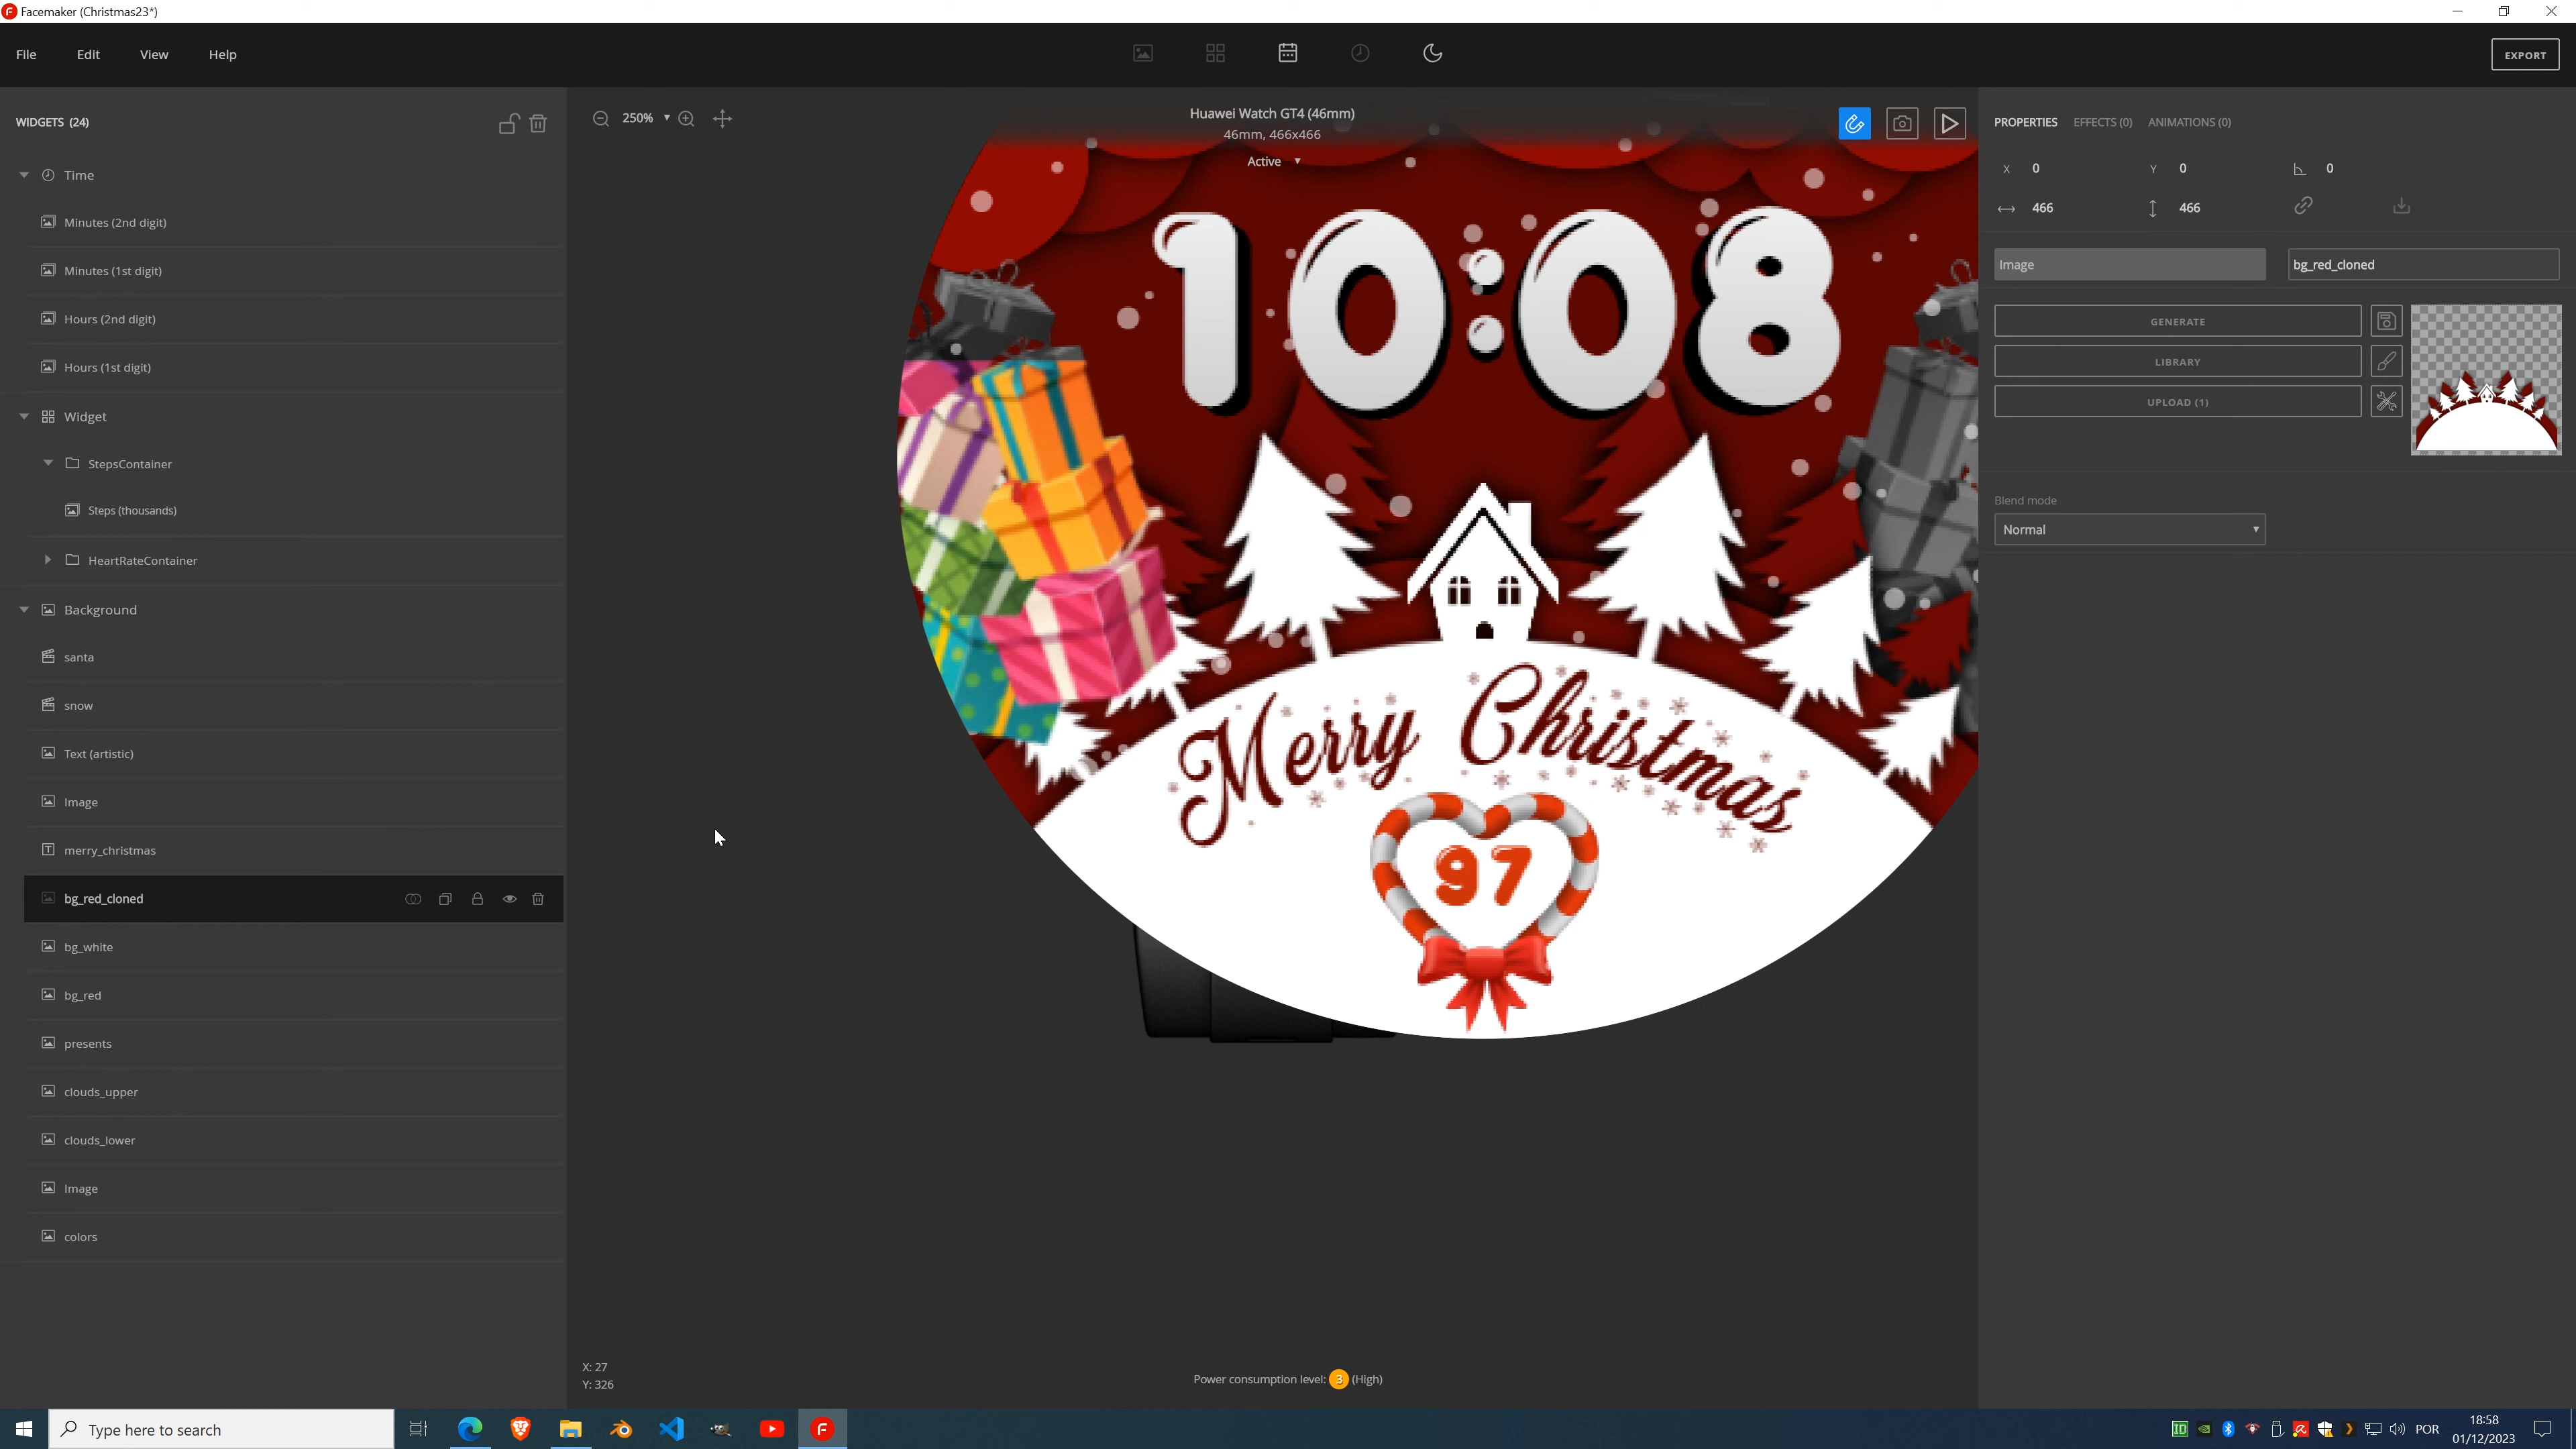 Facemaker (Christmas23*)
File Edit View Help
EXPORT
WIDGETS (24)
Time
Minutes (2nd digit)
Minutes (1st digit)
Hours (2nd digit)
Hours (1st digit)
Widget
StepsContainer
Steps (thousands)
HeartRateContainer
Background
santa
snow
Text (artistic)
Image
merry_christmas
bg_red_cloned
bg_white
bg_red
presents
clouds_upper
clouds_lower
Image
colors
250%
Huawei Watch GT4 (46mm)
46mm, 466x466
Active
10:08
Merry Christmas
97
X: 27
Y: 326
Power consumption level: 3 (High)
PROPERTIES EFFECTS (0) ANIMATIONS (0)
X 0 Y 0 0
466 466
Image bg_red_cloned
GENERATE
LIBRARY
UPLOAD (1)
Blend mode
Normal
Type here to search
ID
POR
18:58
01/12/2023